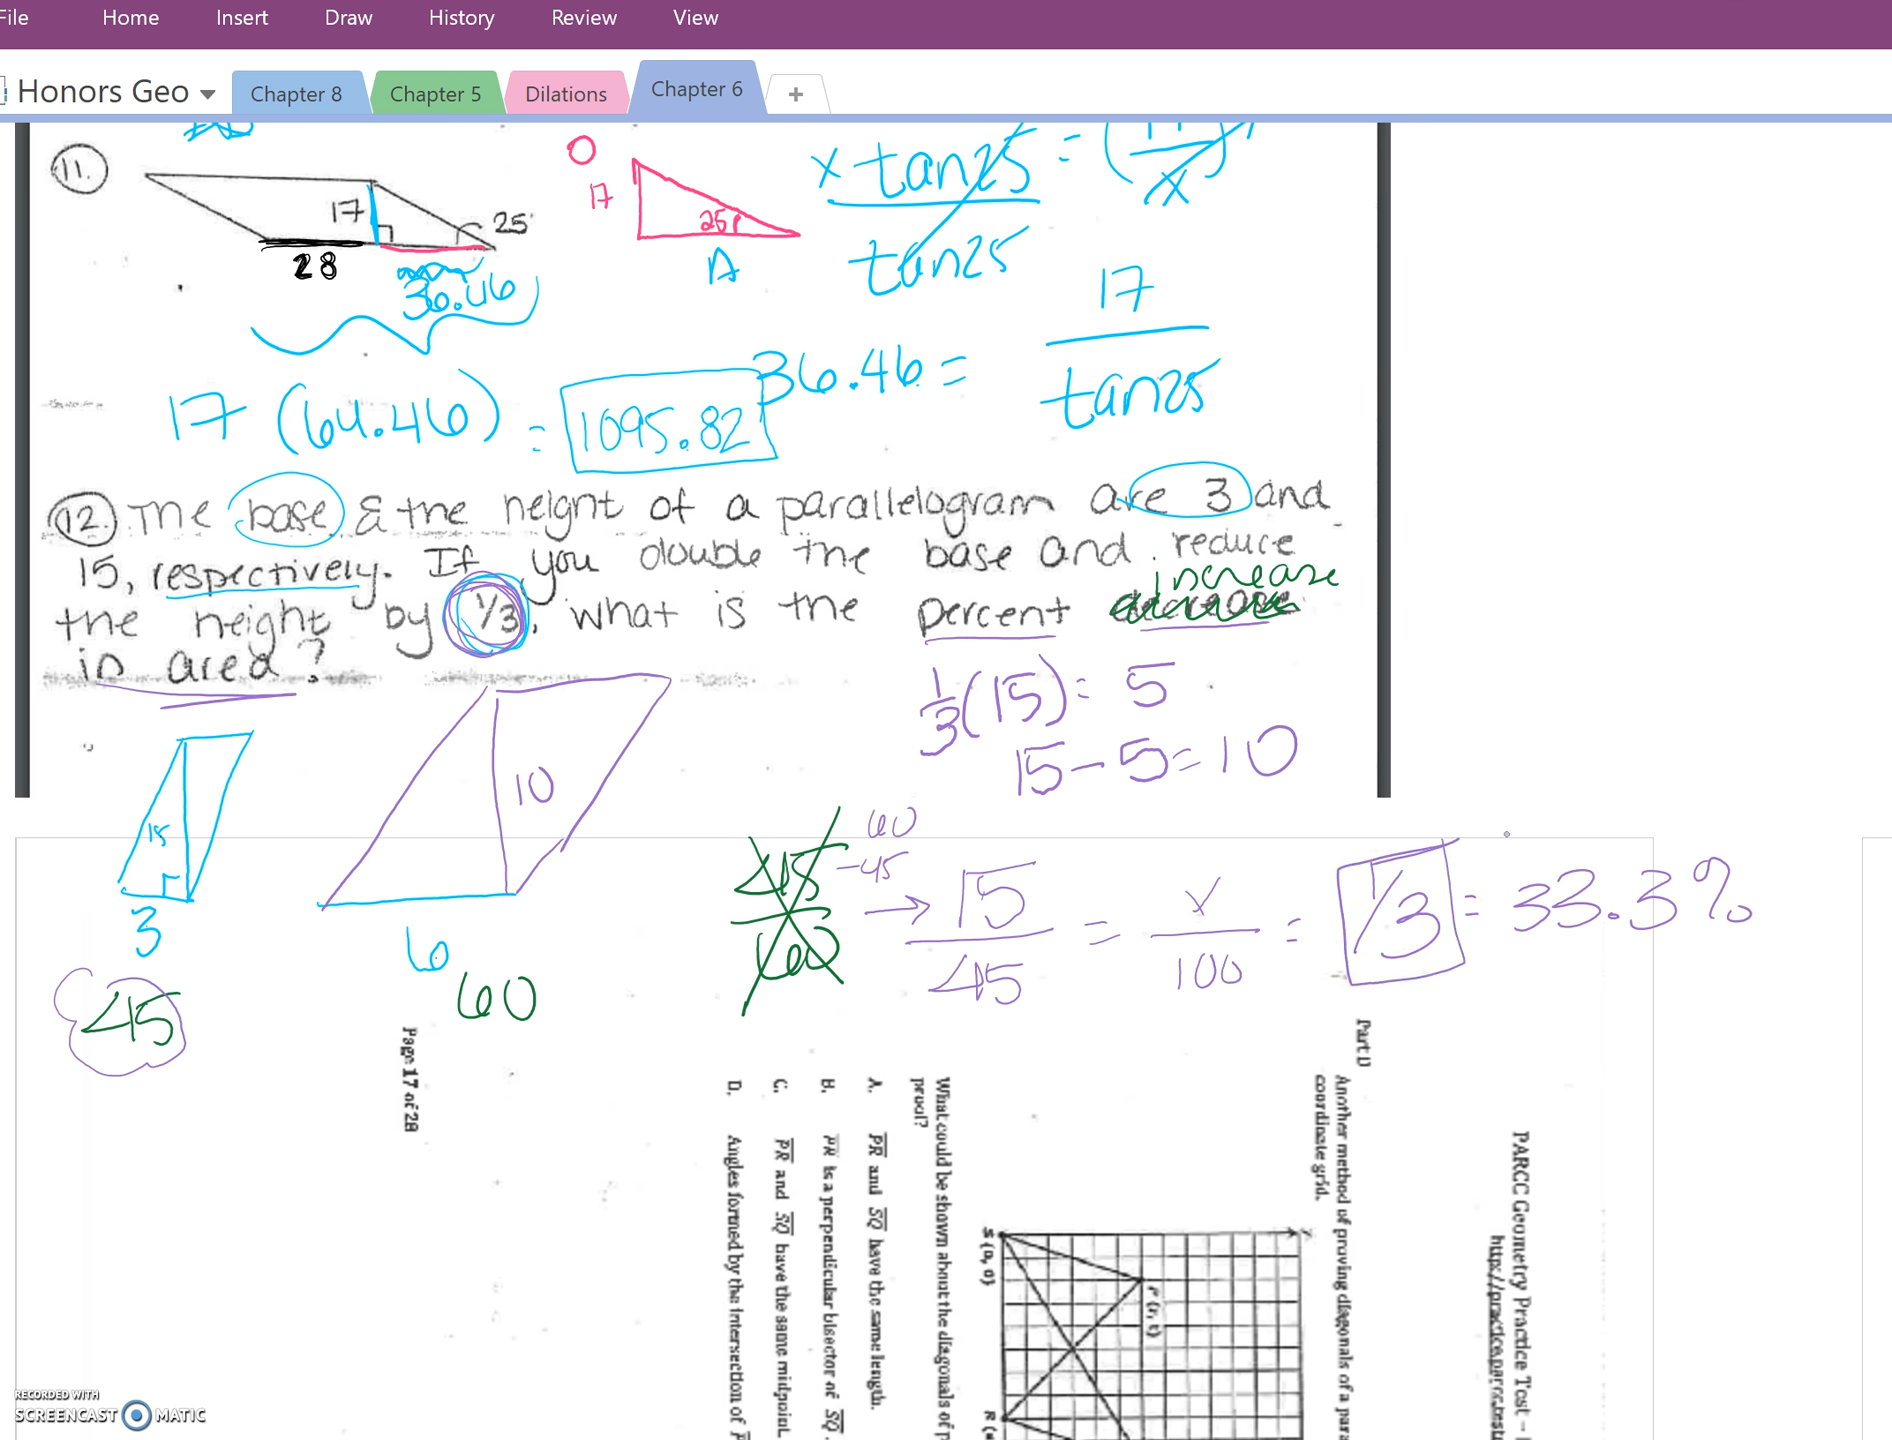 File Home Insert Draw History Review View
Honors Geo Chapter 8 Chapter 5 Dilations Chapter 6 +
11.
17
25
28
36.46
O
17
25
A
x tan25 = ( / x )
tan25
17 (64.46) = 1095.82
36.46 = 17
tan25
12. The base & the height of a parallelogram are 3 and
15, respectively. If you double the base and reduce
increase
the height by 1/3, what is the percent
in area?
1/3(15) = 5
15 - 5 = 10
15
3
45
10
6
60
45
60
60
-45
→ 15/45 = x/100 = 1/3 = 33.3%
Page 17 of 28
PARCC Geometry Practice Test –
Part D
Another method of proving diagonals of a para
coordinate grid.
S (0, 0)
What could be shown about the diagonals of p
proof?
A. PR and SQ have the same length.
B. PR is a perpendicular bisector of SQ.
C. PR and SQ have the same midpoint.
D. Angles formed by the intersection of
RECORDED WITH
SCREENCAST MATIC